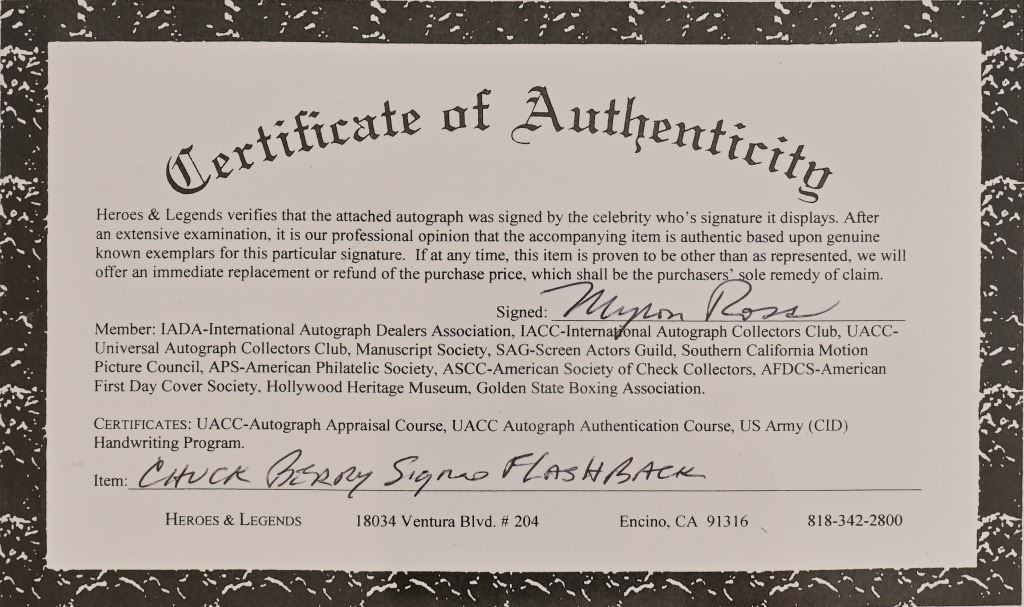 Certificate of Authenticity
Heroes & Legends verifies that the attached autograph was signed by the celebrity who's signature it displays. After
an extensive examination, it is our professional opinion that the accompanying item is authentic based upon genuine
known exemplars for this particular signature. If at any time, this item is proven to be other than as represented, we will
offer an immediate replacement or refund of the purchase price, which shall be the purchasers' sole remedy of claim.
Signed: Myron Ross
Member: IADA-International Autograph Dealers Association, IACC-International Autograph Collectors Club, UACC-
Universal Autograph Collectors Club, Manuscript Society, SAG-Screen Actors Guild, Southern California Motion
Picture Council, APS-American Philatelic Society, ASCC-American Society of Check Collectors, AFDCS-American
First Day Cover Society, Hollywood Heritage Museum, Golden State Boxing Association.
CERTIFICATES: UACC-Autograph Appraisal Course, UACC Autograph Authentication Course, US Army (CID)
Handwriting Program.
Item: CHUCK BERRY Signed FLASHBACK
HEROES & LEGENDS 18034 Ventura Blvd. # 204 Encino, CA 91316 818-342-2800